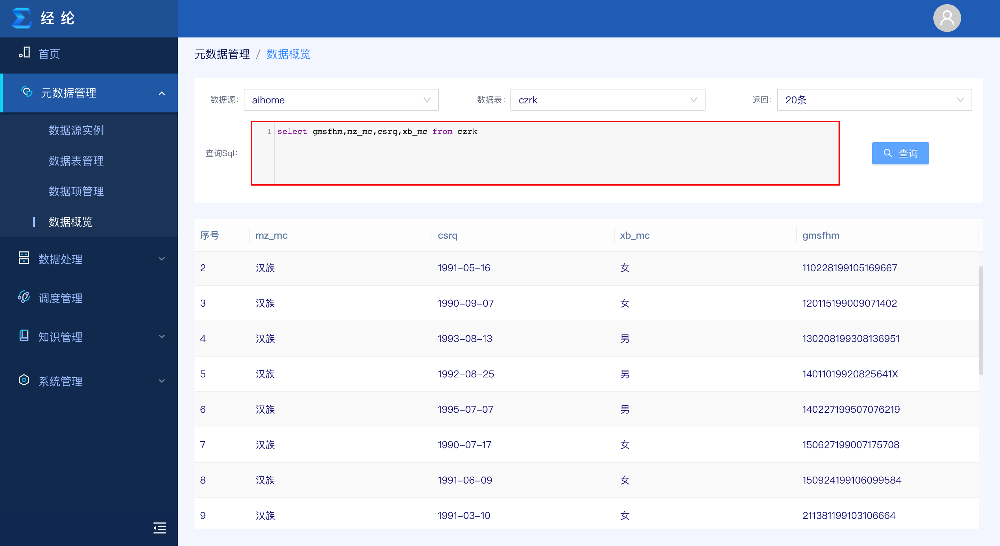 经纶
首页
元数据管理
数据源实例
数据表管理
数据项管理
数据概览
数据处理
调度管理
知识管理
系统管理
元数据管理 / 数据概览
数据源: aihome 数据表: czrk 返回: 20条
查询Sql: 1 select gmsfhm,mz_mc,csrq,xb_mc from czrk 查询
序号 mz_mc csrq xb_mc gmsfhm
2 汉族 1991-05-16 女 110228199105169667
3 汉族 1990-09-07 女 120115199009071402
4 汉族 1993-08-13 男 130208199308136951
5 汉族 1992-08-25 男 14011019920825641X
6 汉族 1995-07-07 男 140227199507076219
7 汉族 1990-07-17 女 150627199007175708
8 汉族 1991-06-09 女 150924199106099584
9 汉族 1991-03-10 女 211381199103106664